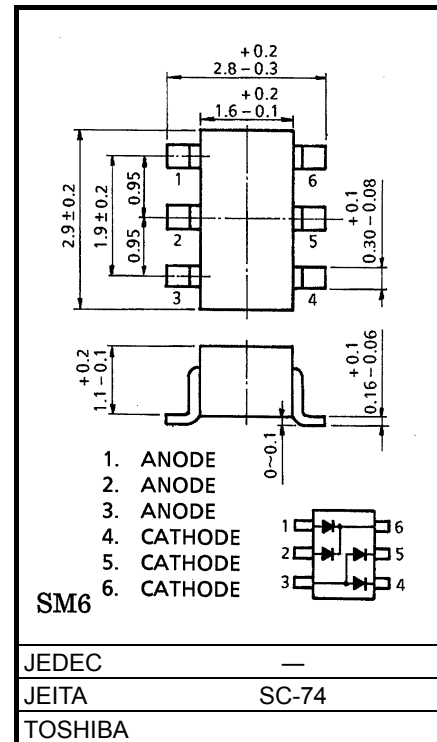 +0.2
2.8-0.3
+0.2
1.6-0.1
2.9±0.2
1.9±0.2
0.95
0.95
1
2
3
6
5
4
+0.1
0.30-0.08
+0.2
1.1-0.1
+0.1
0.16-0.06
0~0.1
1. ANODE
2. ANODE
3. ANODE
4. CATHODE
5. CATHODE
6. CATHODE
1
2
3
6
5
4
SM6
JEDEC —
JEITA SC-74
TOSHIBA